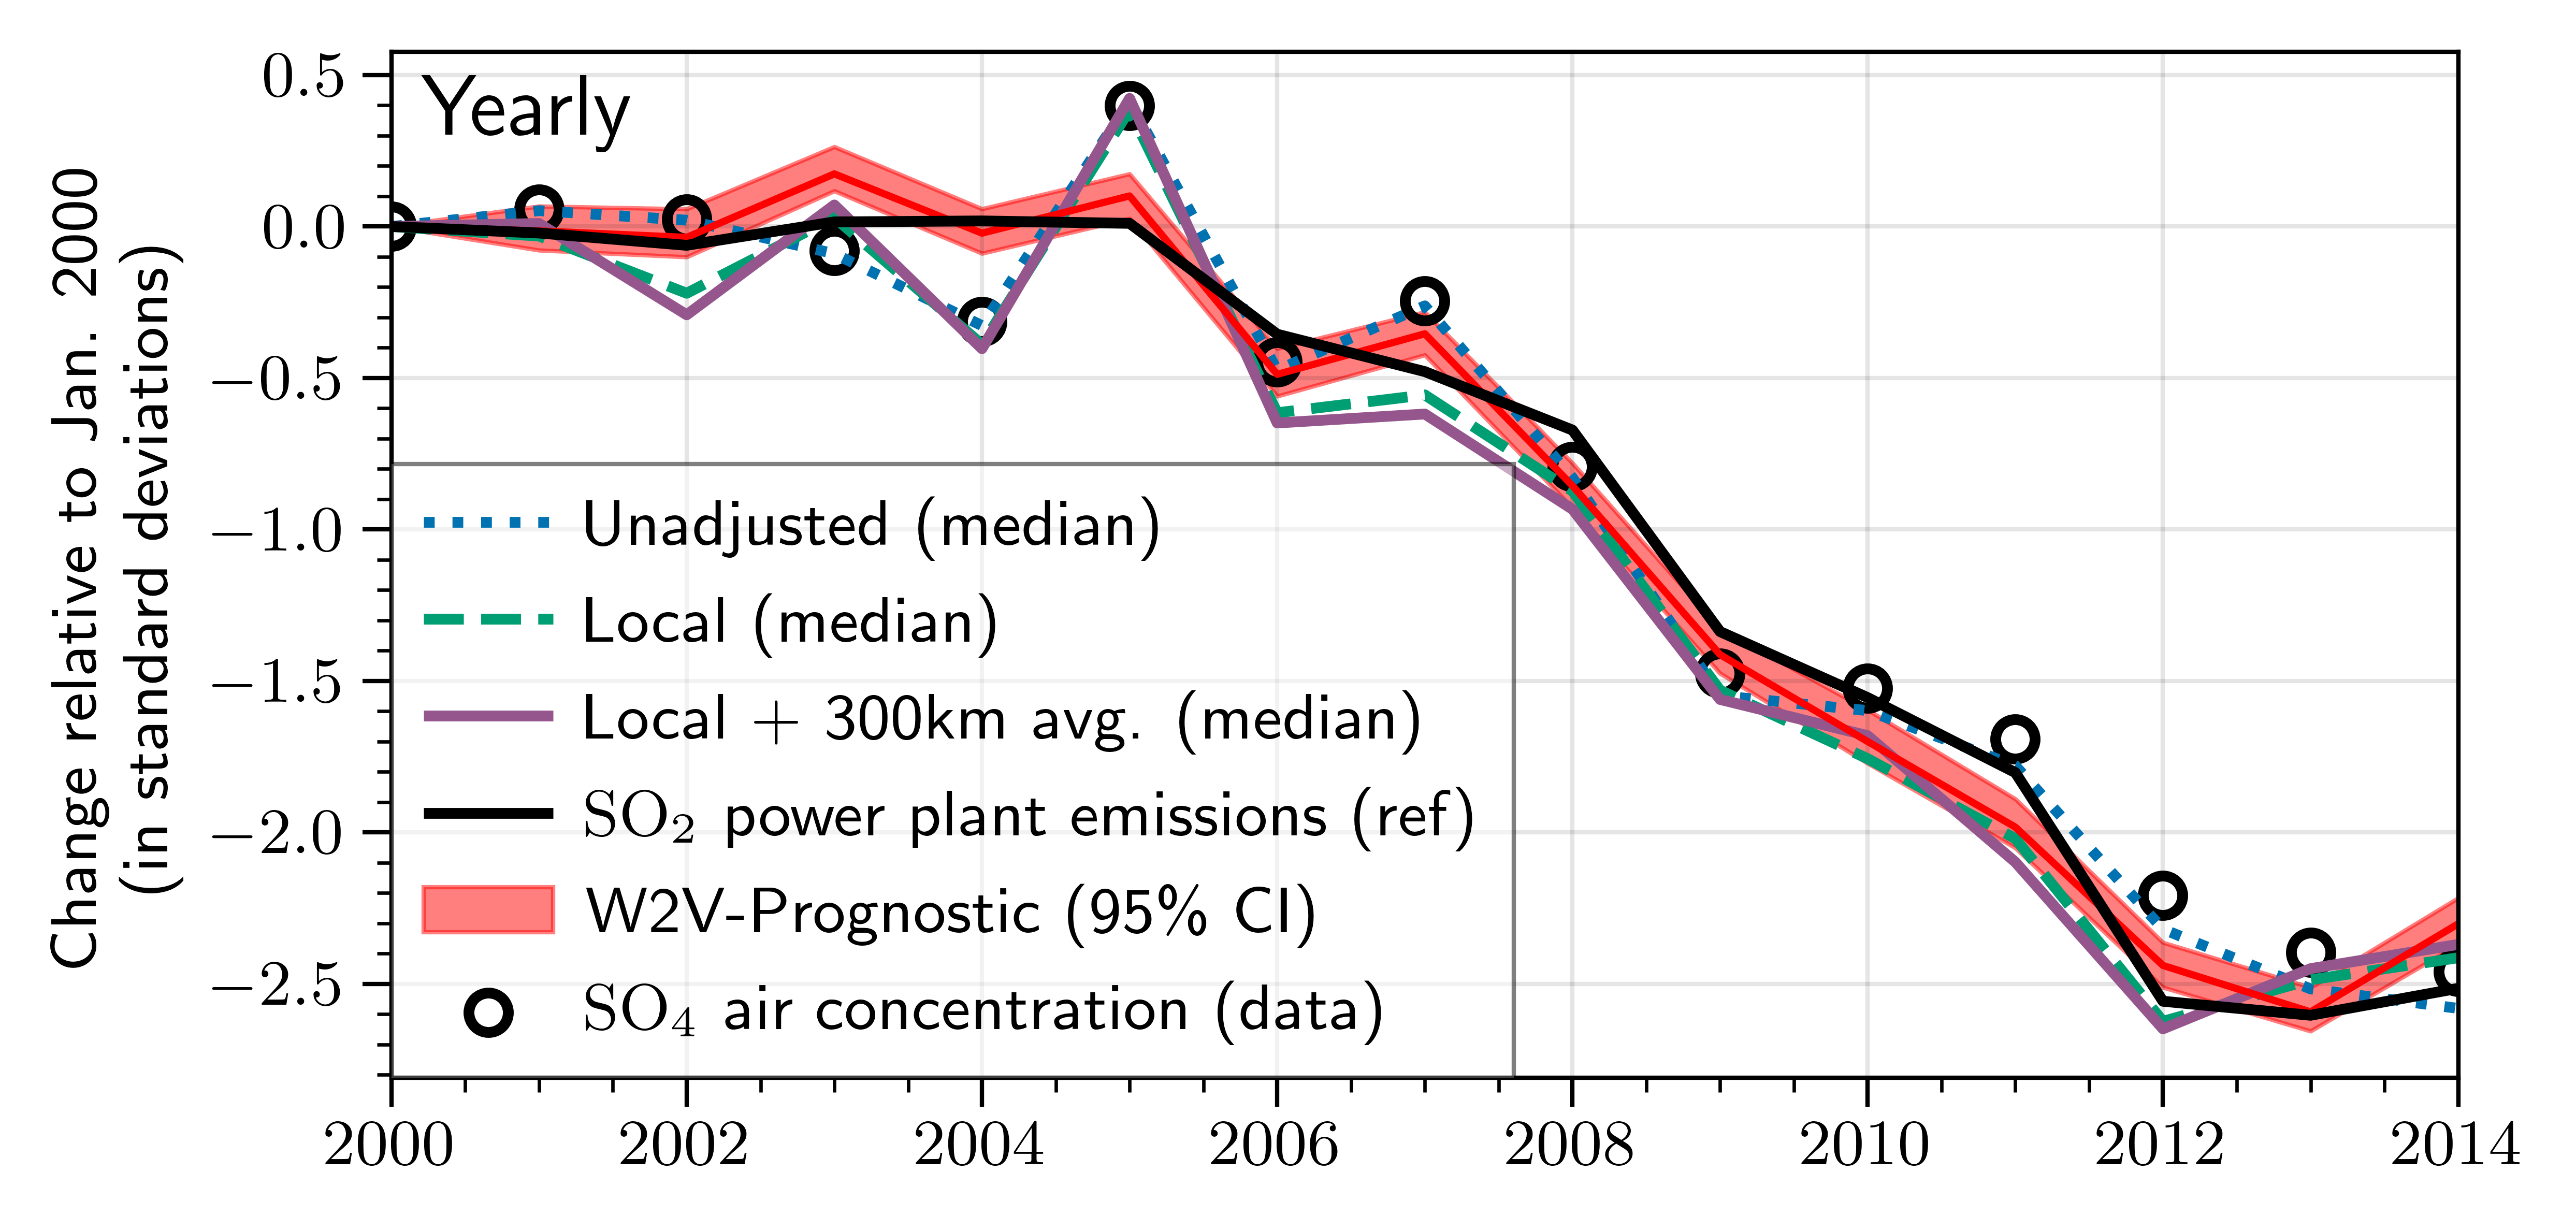 Yearly
Change relative to Jan. 2000
(in standard deviations)
0.5
0.0
−0.5
−1.0
−1.5
−2.0
−2.5
Unadjusted (median)
Local (median)
Local + 300km avg. (median)
SO₂ power plant emissions (ref)
W2V-Prognostic (95% CI)
SO₄ air concentration (data)
2000 2002 2004 2006 2008 2010 2012 2014